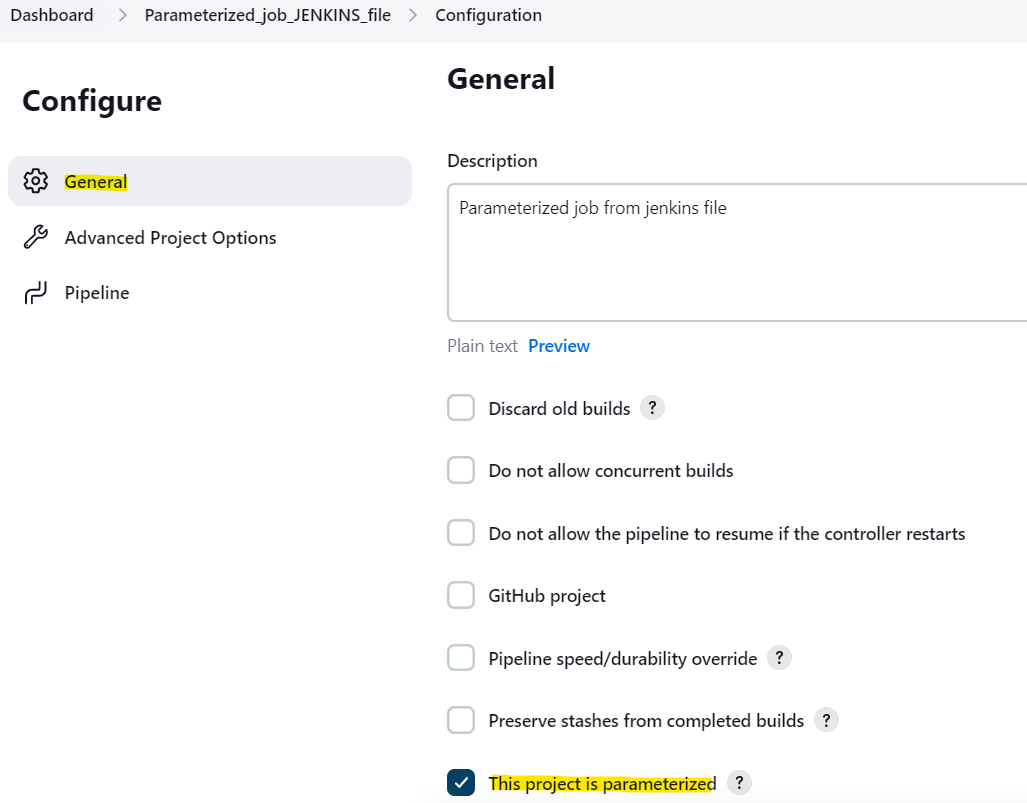 Dashboard > Parameterized_job_JENKINS_file > Configuration
Configure
General
Advanced Project Options
Pipeline
General
Description
Parameterized job from jenkins file
Plain text Preview
Discard old builds ?
Do not allow concurrent builds
Do not allow the pipeline to resume if the controller restarts
GitHub project
Pipeline speed/durability override ?
Preserve stashes from completed builds ?
This project is parameterized ?